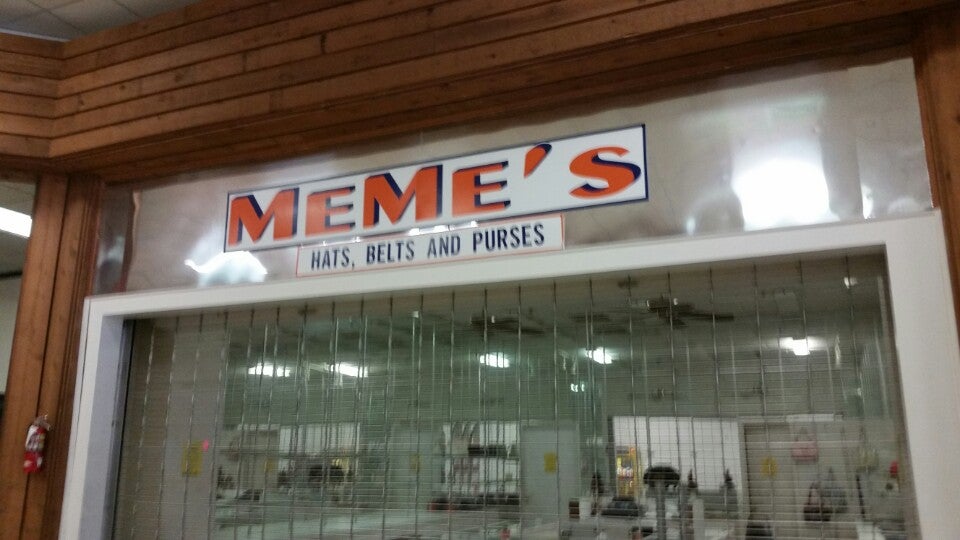 MEME'S
HATS, BELTS AND PURSES